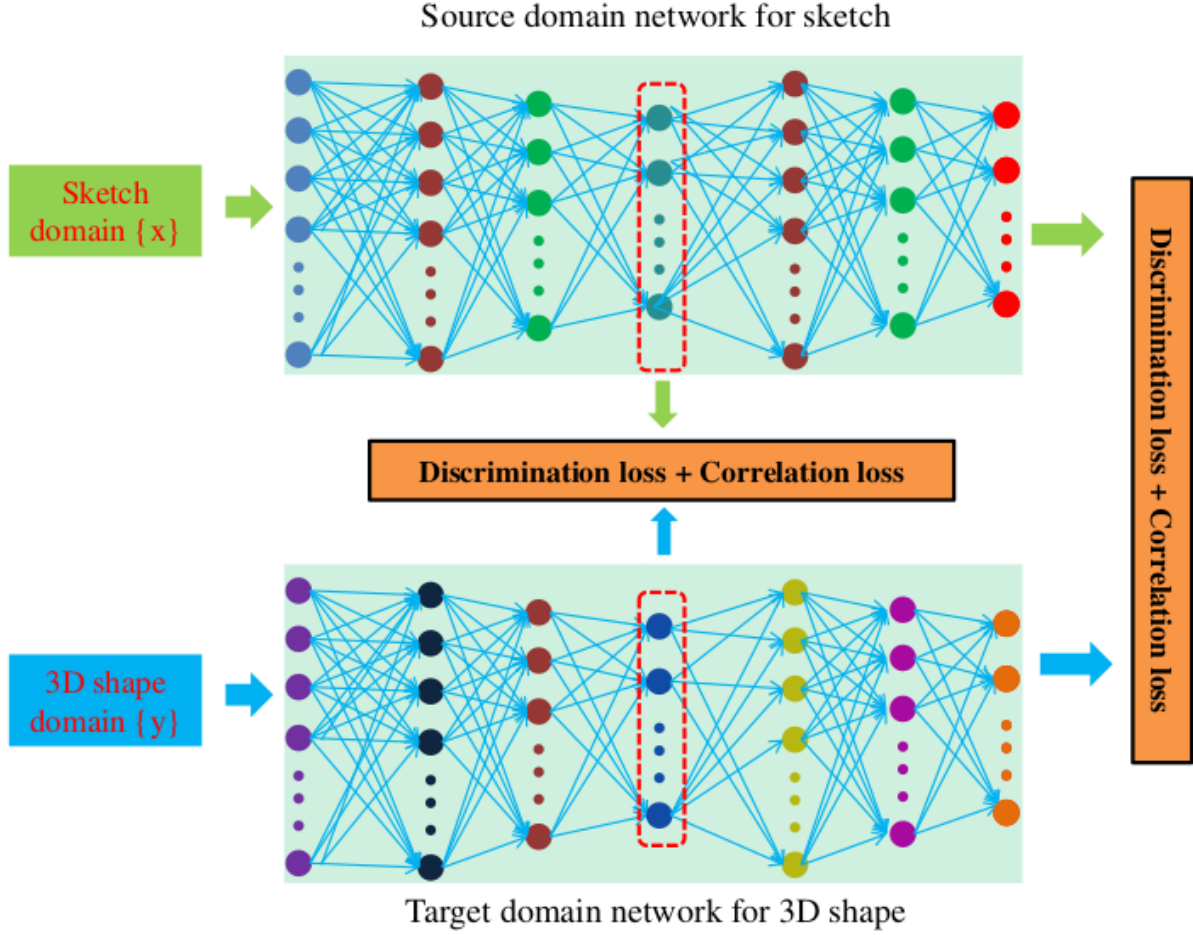 Source domain network for sketch
Sketch
domain {x}
Discrimination loss + Correlation loss
Discrimination loss + Correlation loss
3D shape
domain {y}
Target domain network for 3D shape